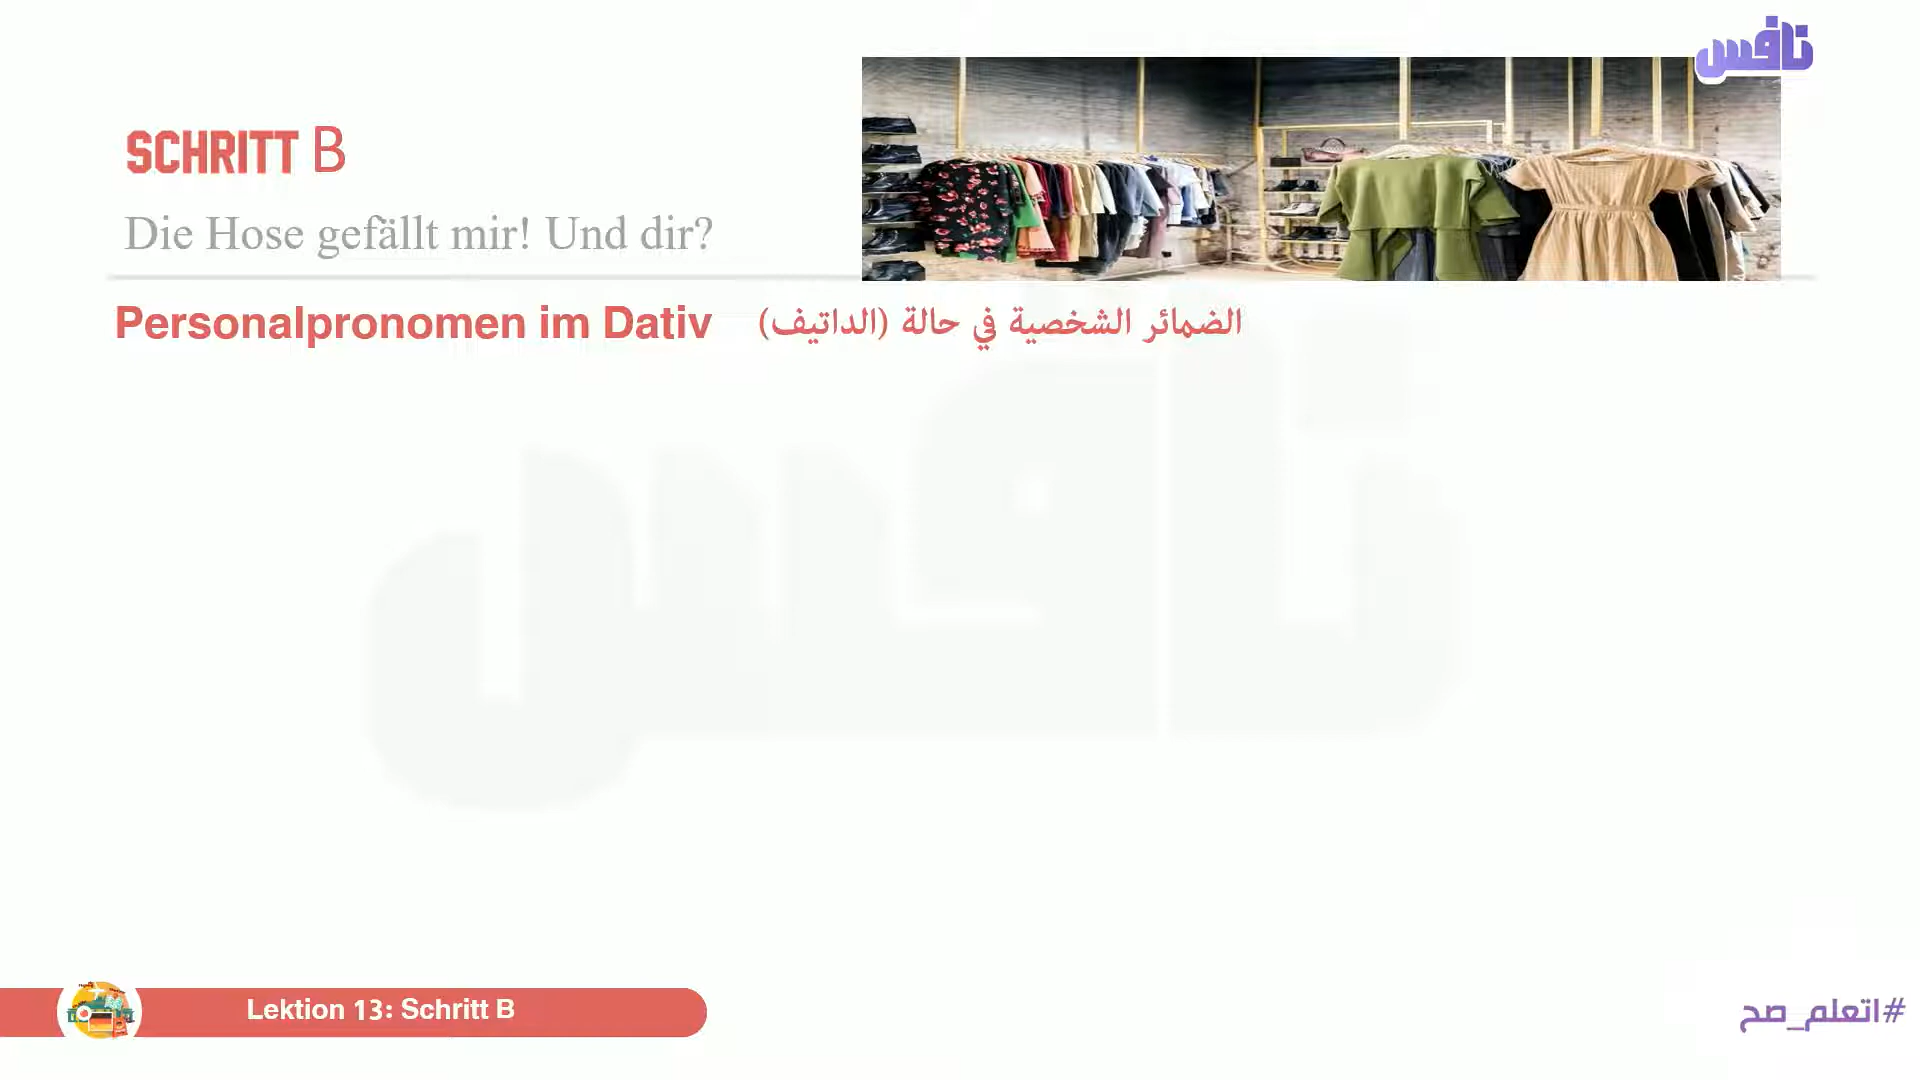 نافس
SCHRITT B
Die Hose gefällt mir! Und dir?
Personalpronomen im Dativ الضمائر الشخصية في حالة (الداتيف)
نافس
Lektion 13: Schritt B
#اتعلم_صح